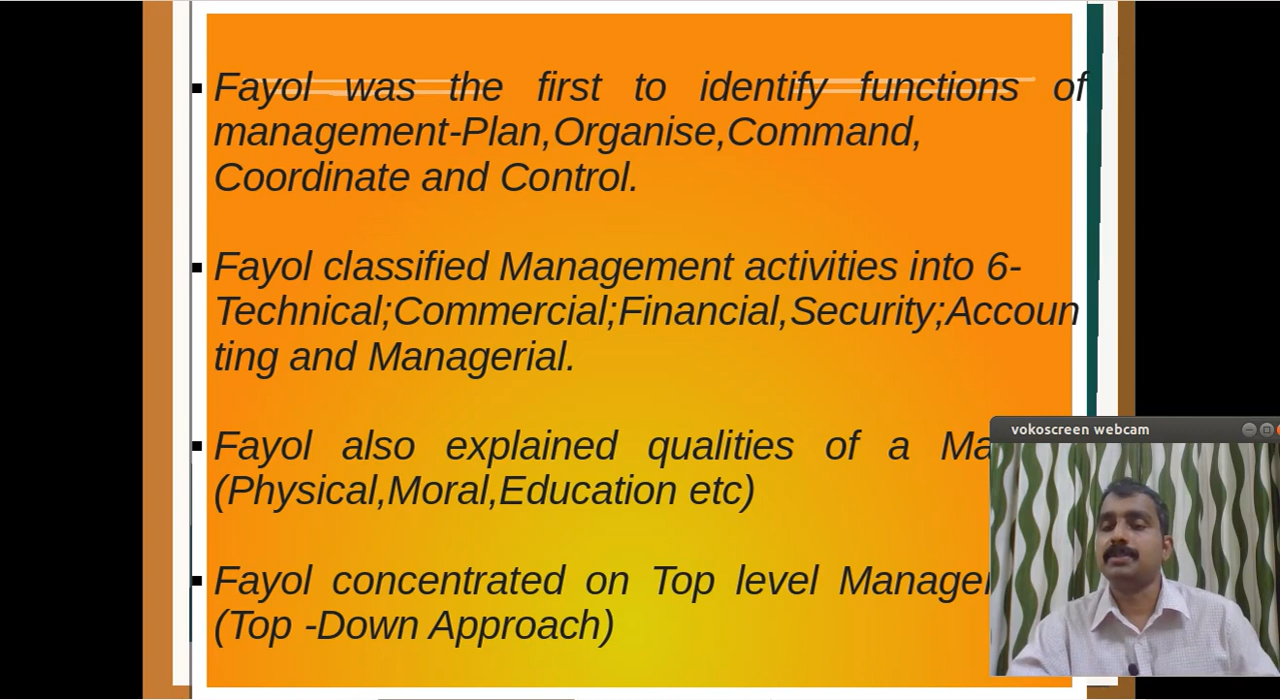 Fayol was the first to identify functions of
management-Plan,Organise,Command,
Coordinate and Control.
Fayol classified Management activities into 6-
Technical;Commercial;Financial,Security;Accoun
ting and Managerial.
Fayol also explained qualities of a
(Physical,Moral,Education etc)
Fayol concentrated on Top level
(Top -Down Approach)
vokoscreen webcam